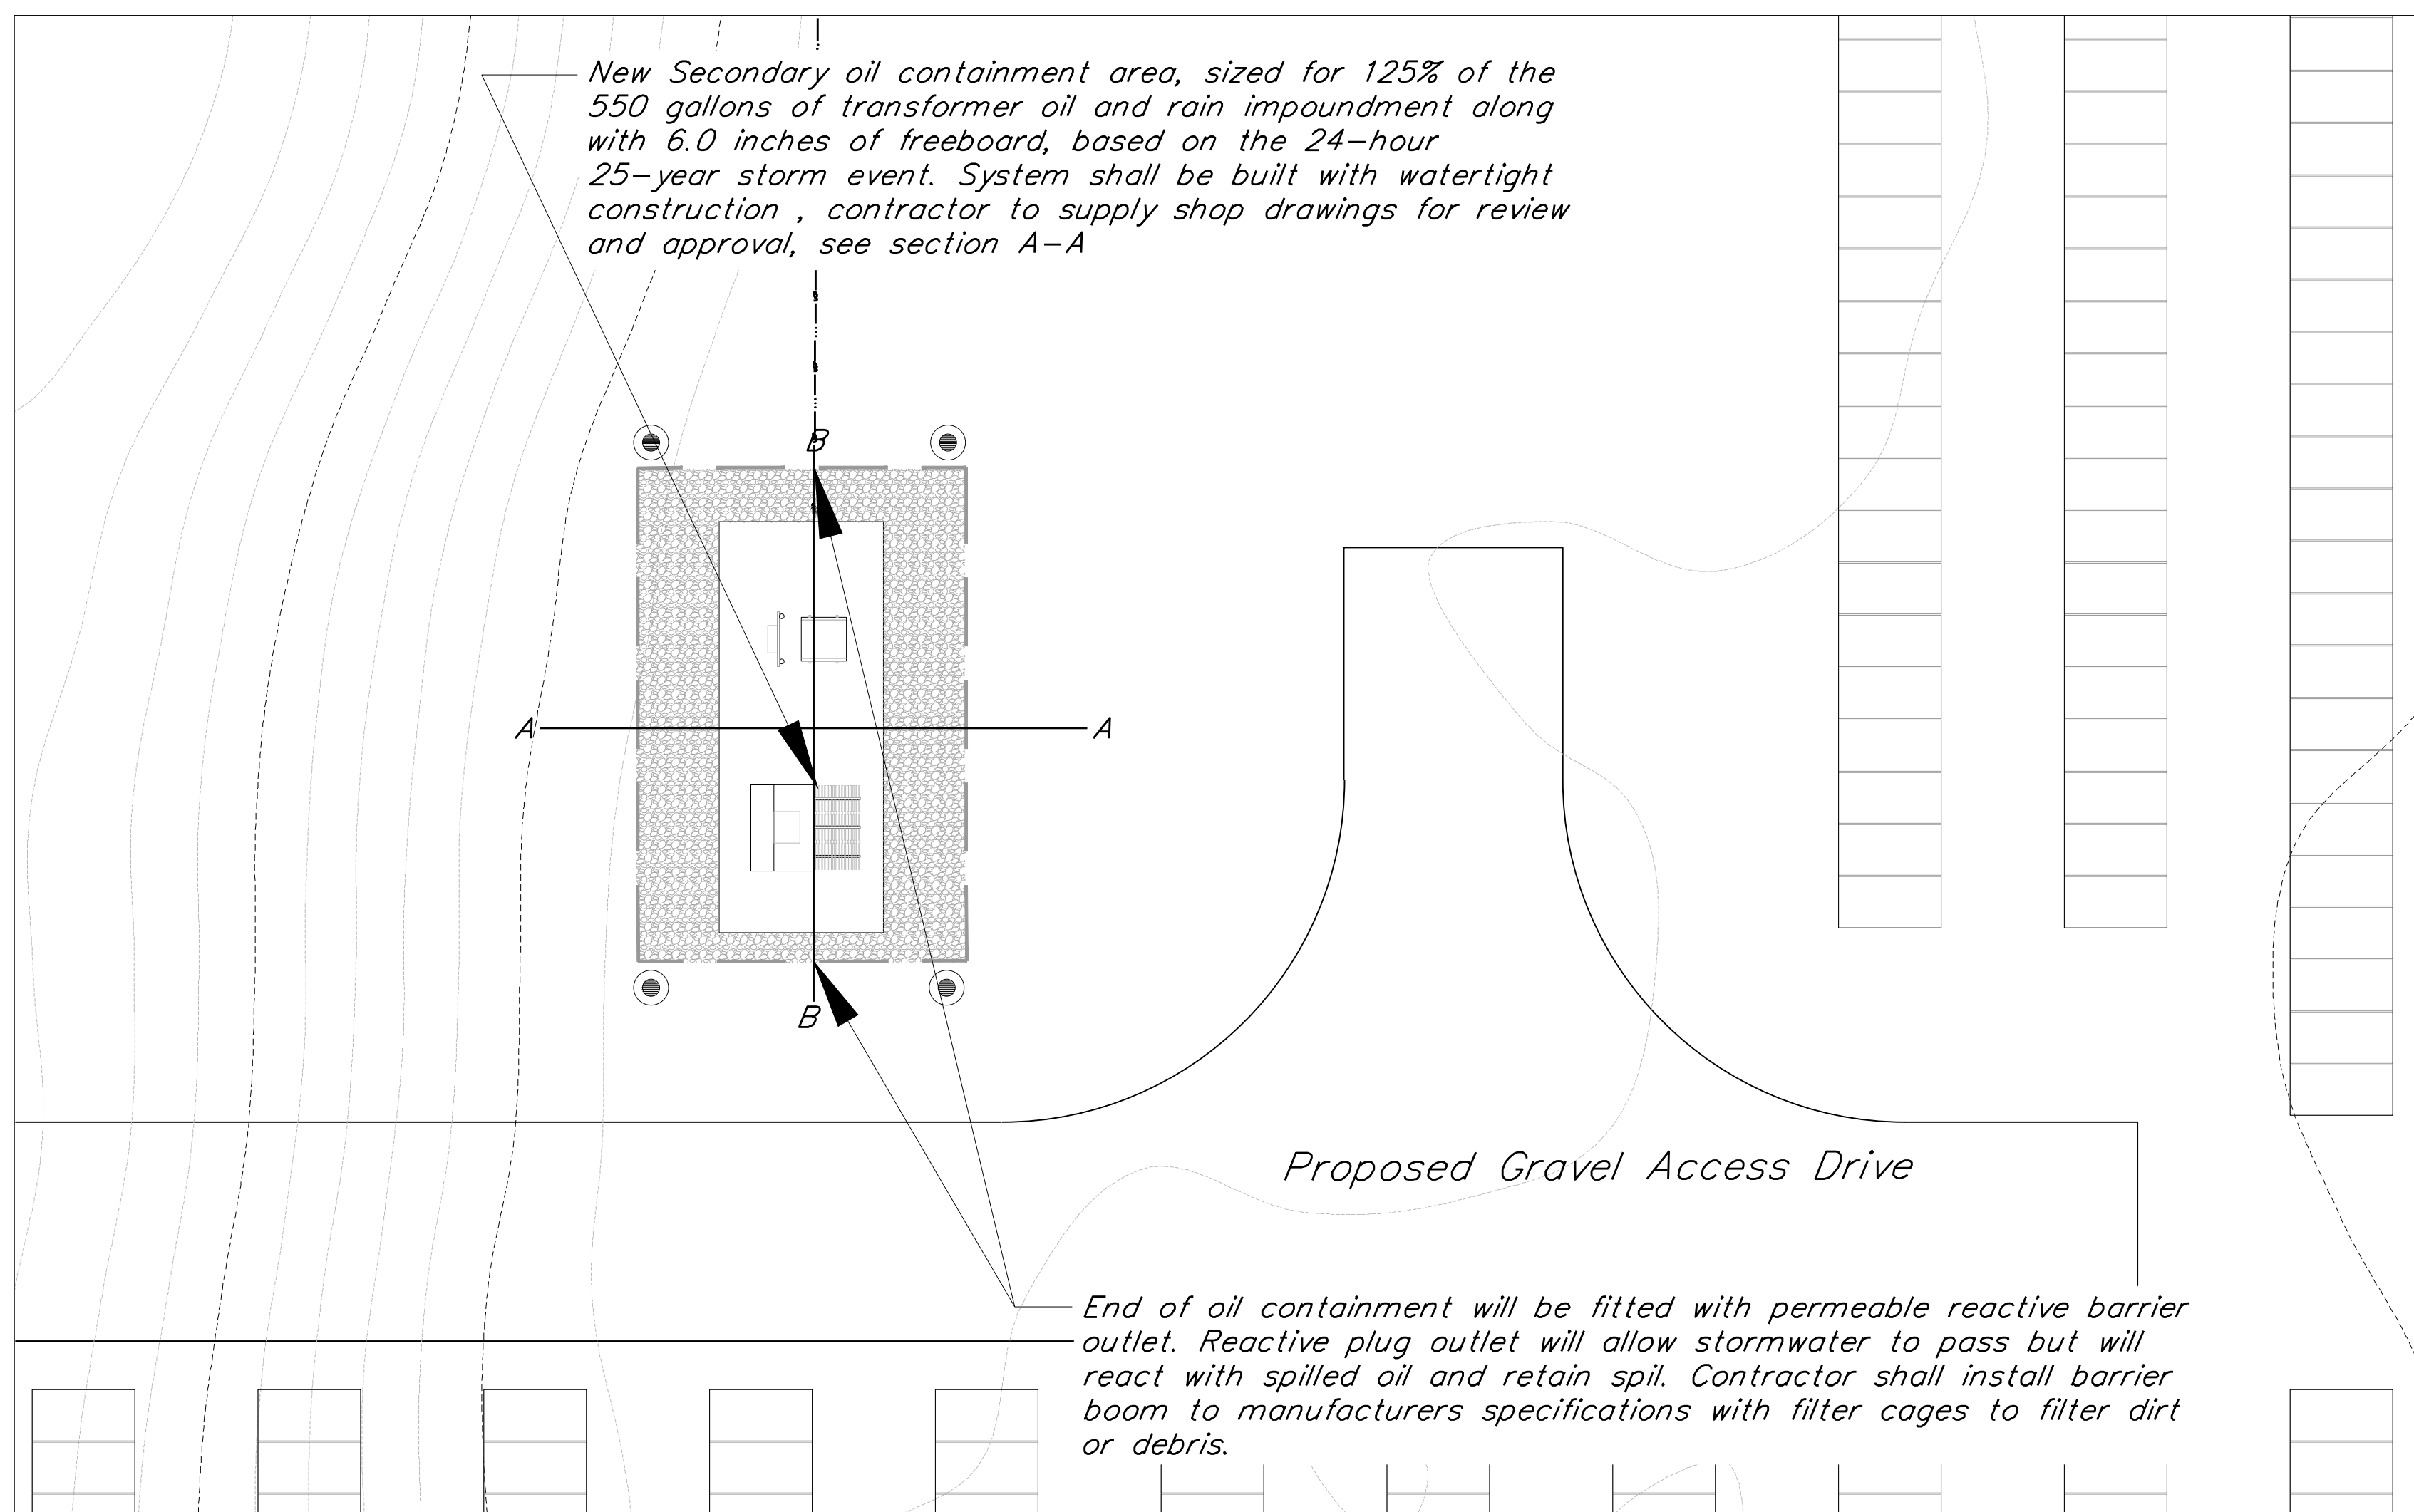 New Secondary oil containment area, sized for 125% of the
550 gallons of transformer oil and rain impoundment along
with 6.0 inches of freeboard, based on the 24-hour
25-year storm event. System shall be built with watertight
construction , contractor to supply shop drawings for review
and approval, see section A-A
B
A
A
B
Proposed Gravel Access Drive
End of oil containment will be fitted with permeable reactive barrier
outlet. Reactive plug outlet will allow stormwater to pass but will
react with spilled oil and retain spil. Contractor shall install barrier
boom to manufacturers specifications with filter cages to filter dirt
or debris.